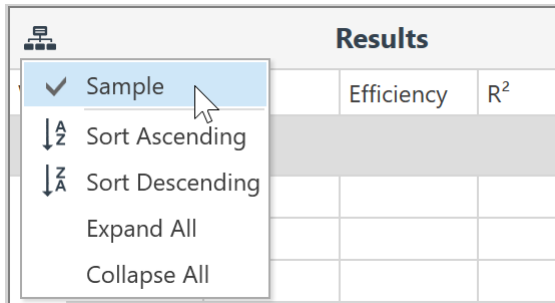 Results
Sample
Efficiency R²
Sort Ascending
Sort Descending
Expand All
Collapse All